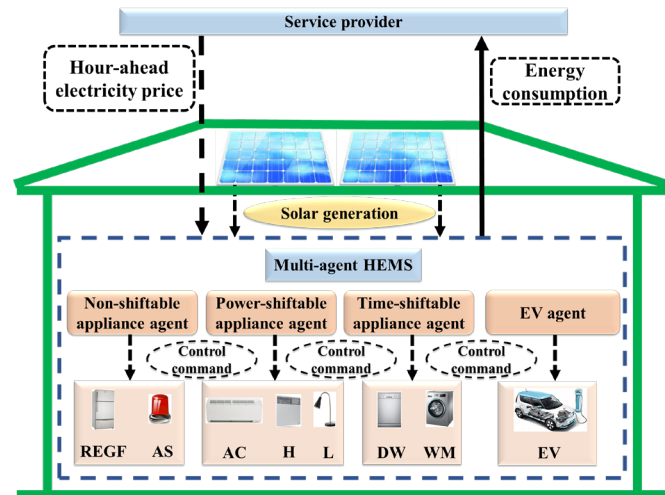 Service provider
Hour-ahead
electricity price
Energy
consumption
Solar generation
Multi-agent HEMS
Non-shiftable
appliance agent
Power-shiftable
appliance agent
Time-shiftable
appliance agent
EV agent
Control
command
Control
command
Control
command
REGF AS
AC H L
DW WM
EV